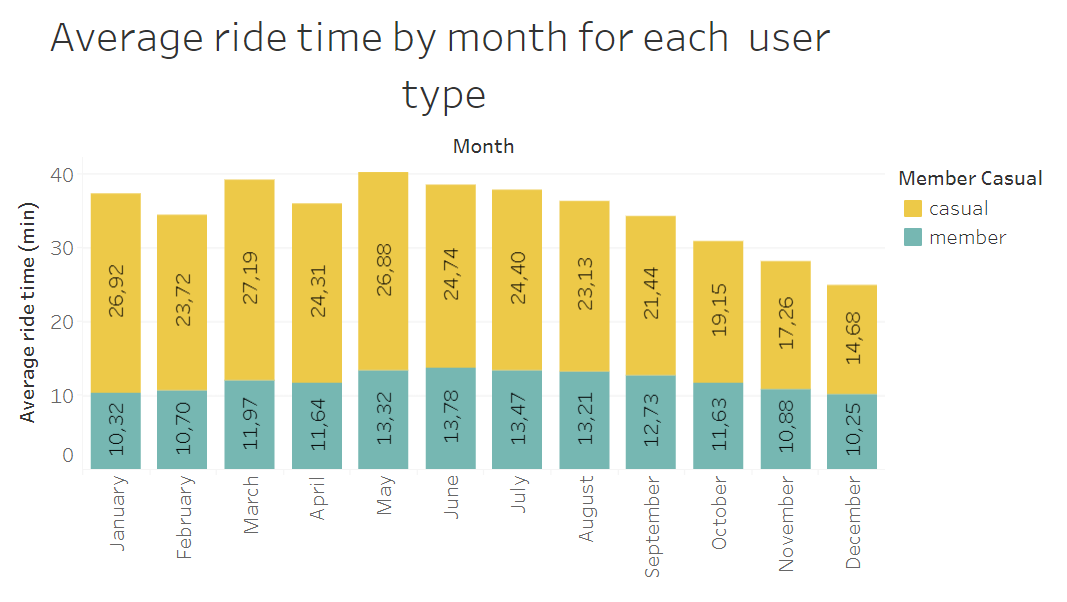 Average ride time by month for each  user
type
Month
Average ride time (min)
40
30
20
10
0
26,92
23,72
27,19
24,31
26,88
24,74
24,40
23,13
21,44
19,15
17,26
14,68
10,32
10,70
11,97
11,64
13,32
13,78
13,47
13,21
12,73
11,63
10,88
10,25
January
February
March
April
May
June
July
August
September
October
November
December
Member Casual
casual
member